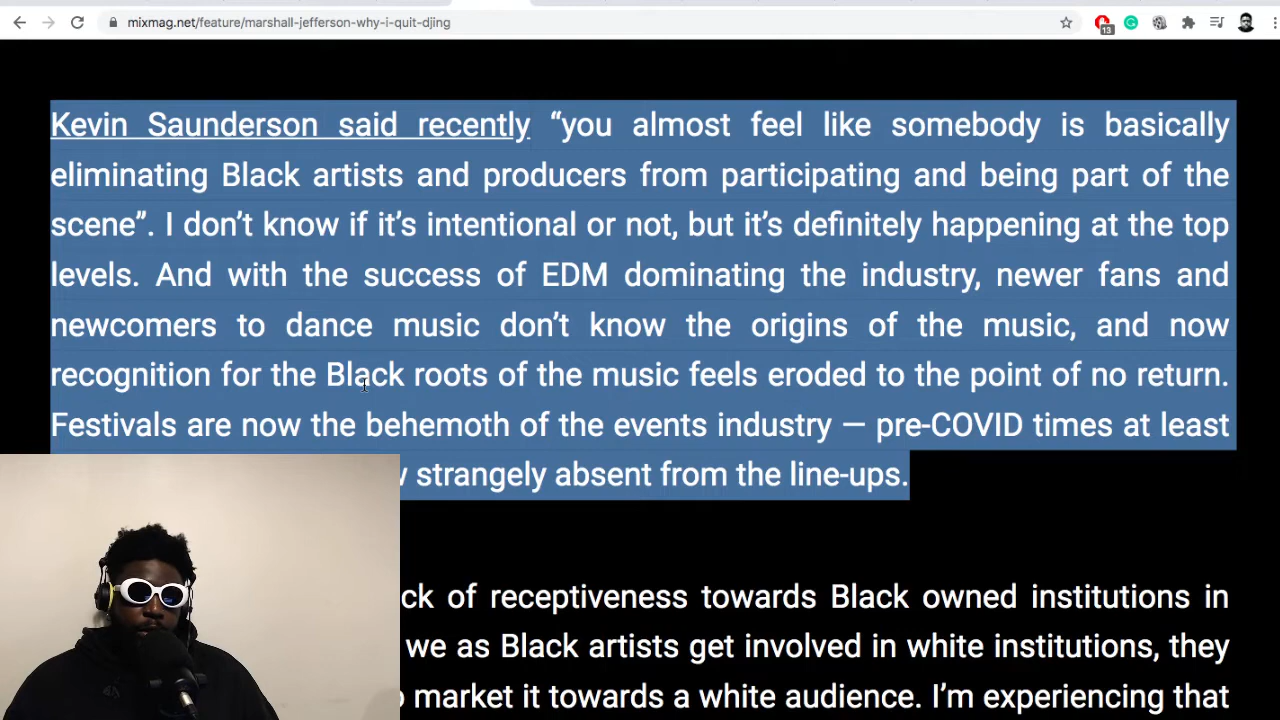 mixmag.net/feature/marshall-jefferson-why-i-quit-djing
13
Kevin Saunderson said recently “you almost feel like somebody is basically
eliminating Black artists and producers from participating and being part of the
scene”. I don’t know if it’s intentional or not, but it’s definitely happening at the top
levels. And with the success of EDM dominating the industry, newer fans and
newcomers to dance music don’t know the origins of the music, and now
recognition for the Black roots of the music feels eroded to the point of no return.
Festivals are now the behemoth of the events industry — pre-COVID times at least
strangely absent from the line-ups.
of receptiveness towards Black owned institutions in
we as Black artists get involved in white institutions, they
market it towards a white audience. I’m experiencing that